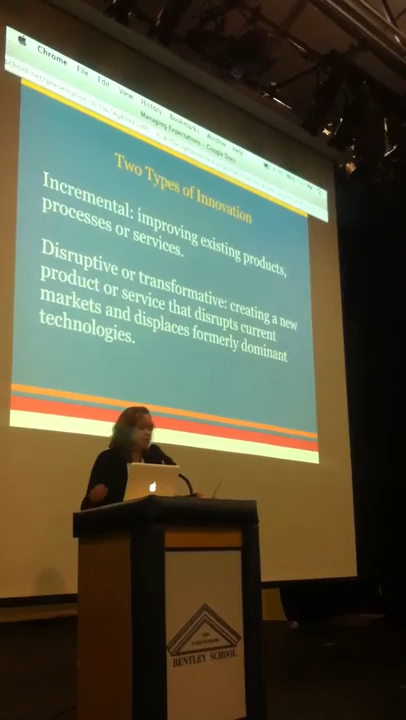 Chrome File Edit View History Bookmarks Window Help
Managing Expectations - Google Docs
Two Types of Innovation
Incremental: improving existing products,
processes or services.
Disruptive or transformative: creating a new
product or service that disrupts current
markets and displaces formerly dominant
technologies.
BENTLEY SCHOOL